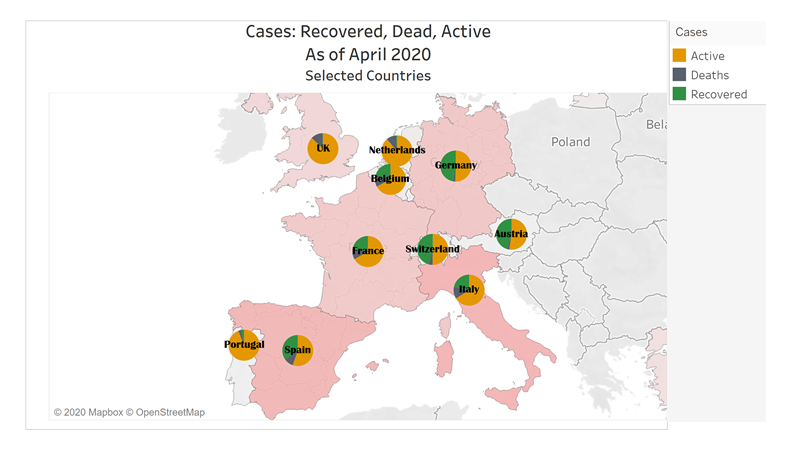 Cases: Recovered, Dead, Active
As of April 2020
Selected Countries
Cases
Active
Deaths
Recovered
Poland
Bela
UK
Netherlands
Belgium
Germany
Austria
Switzerland
France
Italy
Portugal
Spain
© 2020 Mapbox © OpenStreetMap